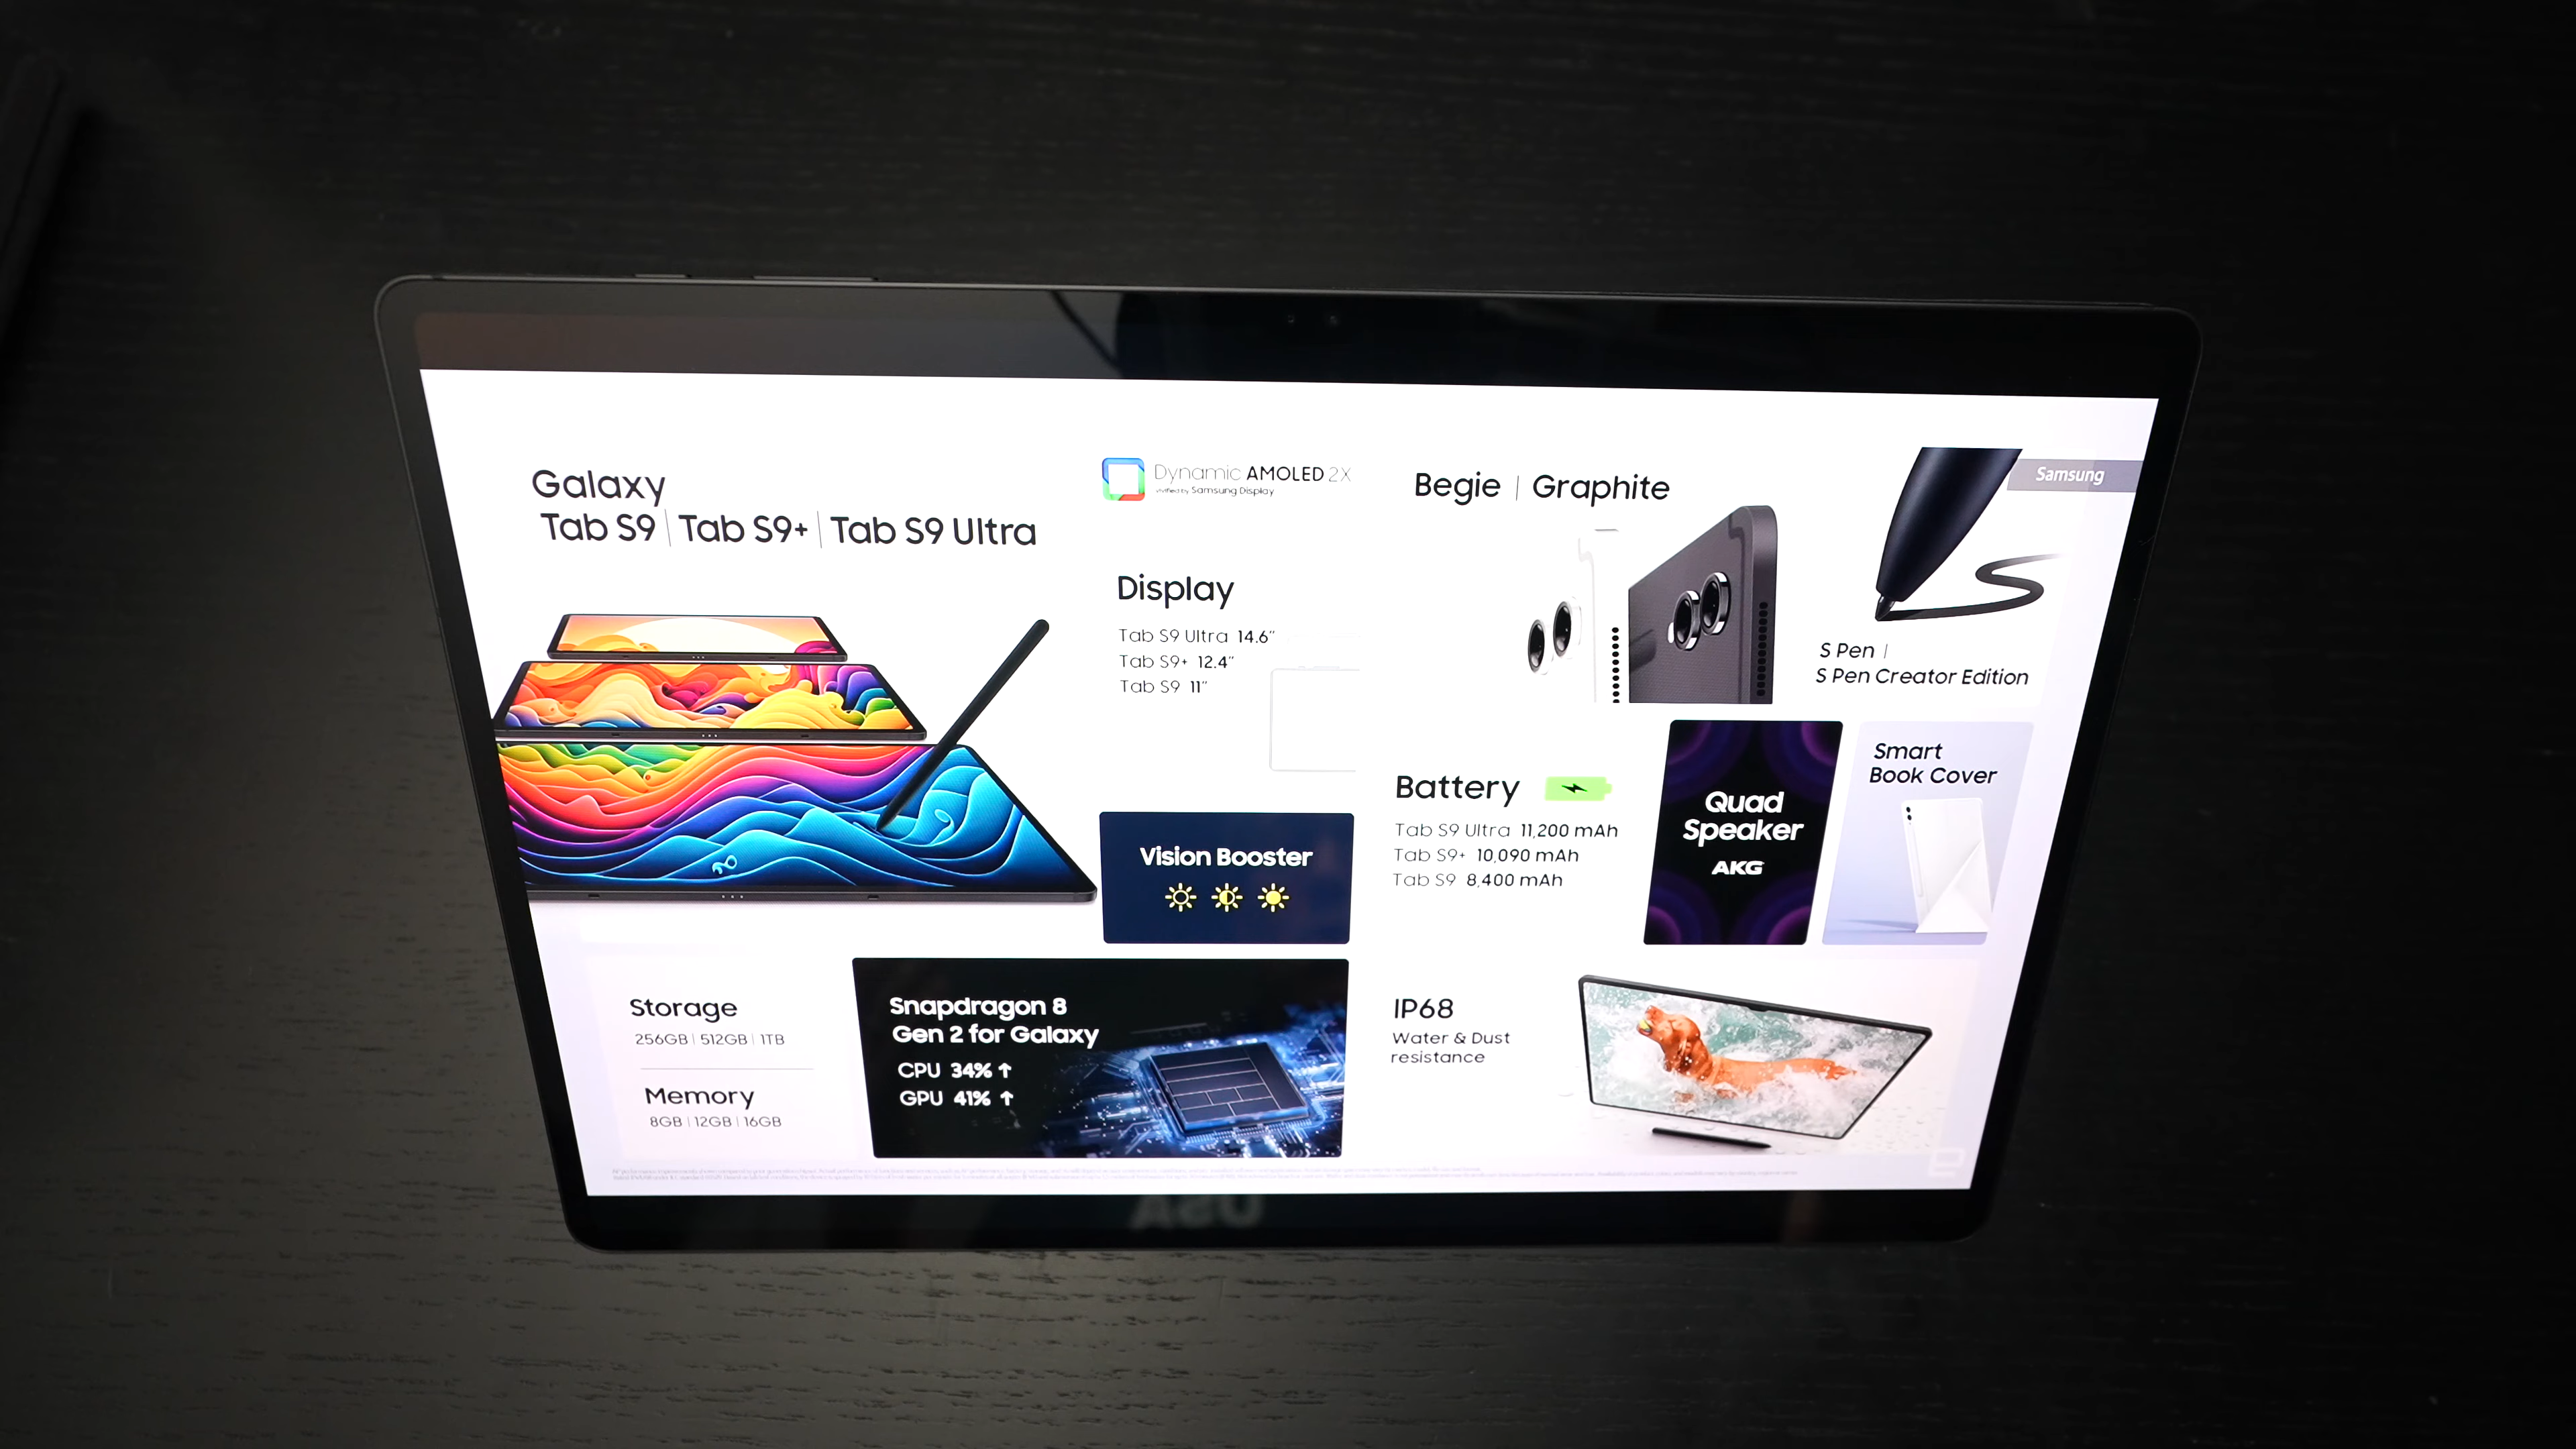 Galaxy
Tab S9 | Tab S9+ | Tab S9 Ultra
Dynamic AMOLED 2X
Samsung Display
Display
Tab S9 Ultra 14.6"
Tab S9+ 12.4"
Tab S9 11"
Vision Booster
Storage
256GB | 512GB | 1TB
Memory
8GB | 12GB | 16GB
Snapdragon 8
Gen 2 for Galaxy
CPU 34% ↑
GPU 41% ↑
Begie | Graphite
Samsung
S Pen |
S Pen Creator Edition
Battery
Tab S9 Ultra 11,200 mAh
Tab S9+ 10,090 mAh
Tab S9 8,400 mAh
Quad
Speaker
AKG
Smart
Book Cover
IP68
Water & Dust
resistance